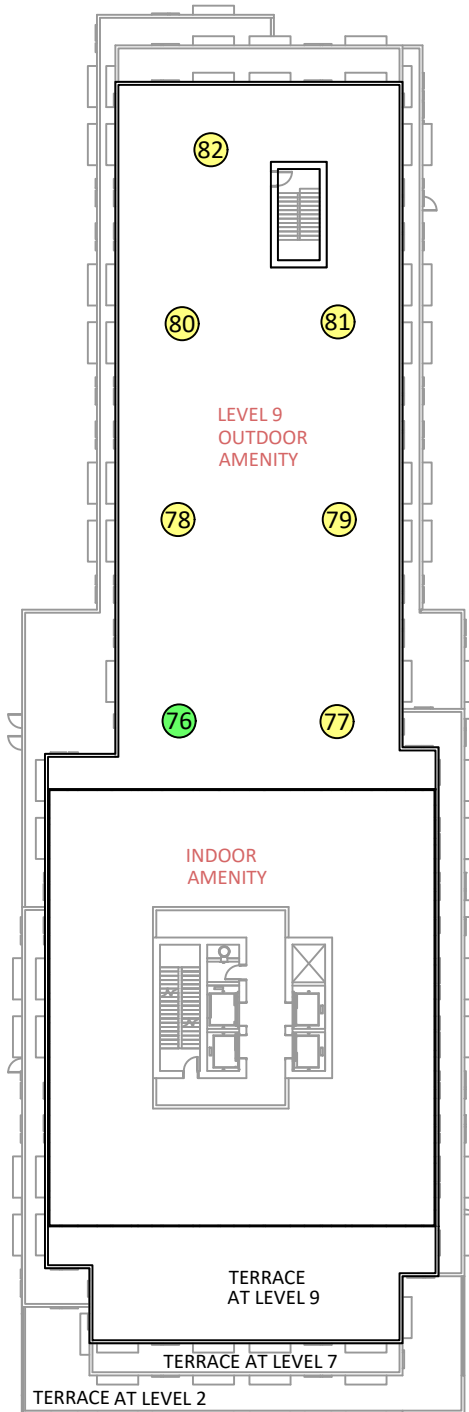 82
80
81
LEVEL 9
OUTDOOR
AMENITY
78
79
76
77
INDOOR
AMENITY
TERRACE
AT LEVEL 9
TERRACE AT LEVEL 7
TERRACE AT LEVEL 2